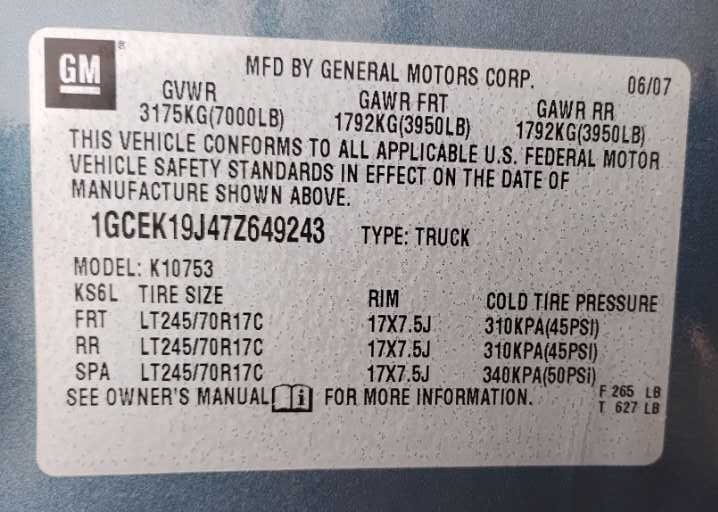 GM
MFD BY GENERAL MOTORS CORP. 06/07
GVWR GAWR FRT GAWR RR
3175KG(7000LB) 1792KG(3950LB) 1792KG(3950LB)
THIS VEHICLE CONFORMS TO ALL APPLICABLE U.S. FEDERAL MOTOR
VEHICLE SAFETY STANDARDS IN EFFECT ON THE DATE OF
MANUFACTURE SHOWN ABOVE.
1GCEK19J47Z649243 TYPE: TRUCK
MODEL: K10753
KS6L TIRE SIZE RIM COLD TIRE PRESSURE
FRT LT245/70R17C 17X7.5J 310KPA(45PSI)
RR LT245/70R17C 17X7.5J 310KPA(45PSI)
SPA LT245/70R17C 17X7.5J 340KPA(50PSI)
SEE OWNER'S MANUAL i FOR MORE INFORMATION. F 265 LB
T 627 LB